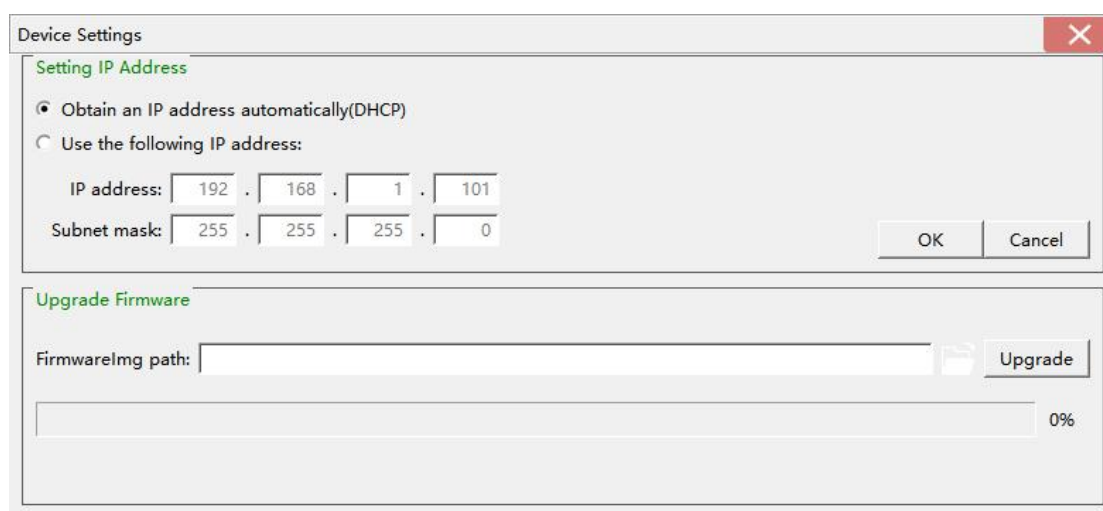 Device Settings
Setting IP Address
Obtain an IP address automatically(DHCP)
Use the following IP address:
IP address: 192 . 168 . 1 . 101
Subnet mask: 255 . 255 . 255 . 0
OK Cancel
Upgrade Firmware
FirmwareImg path: Upgrade
0%